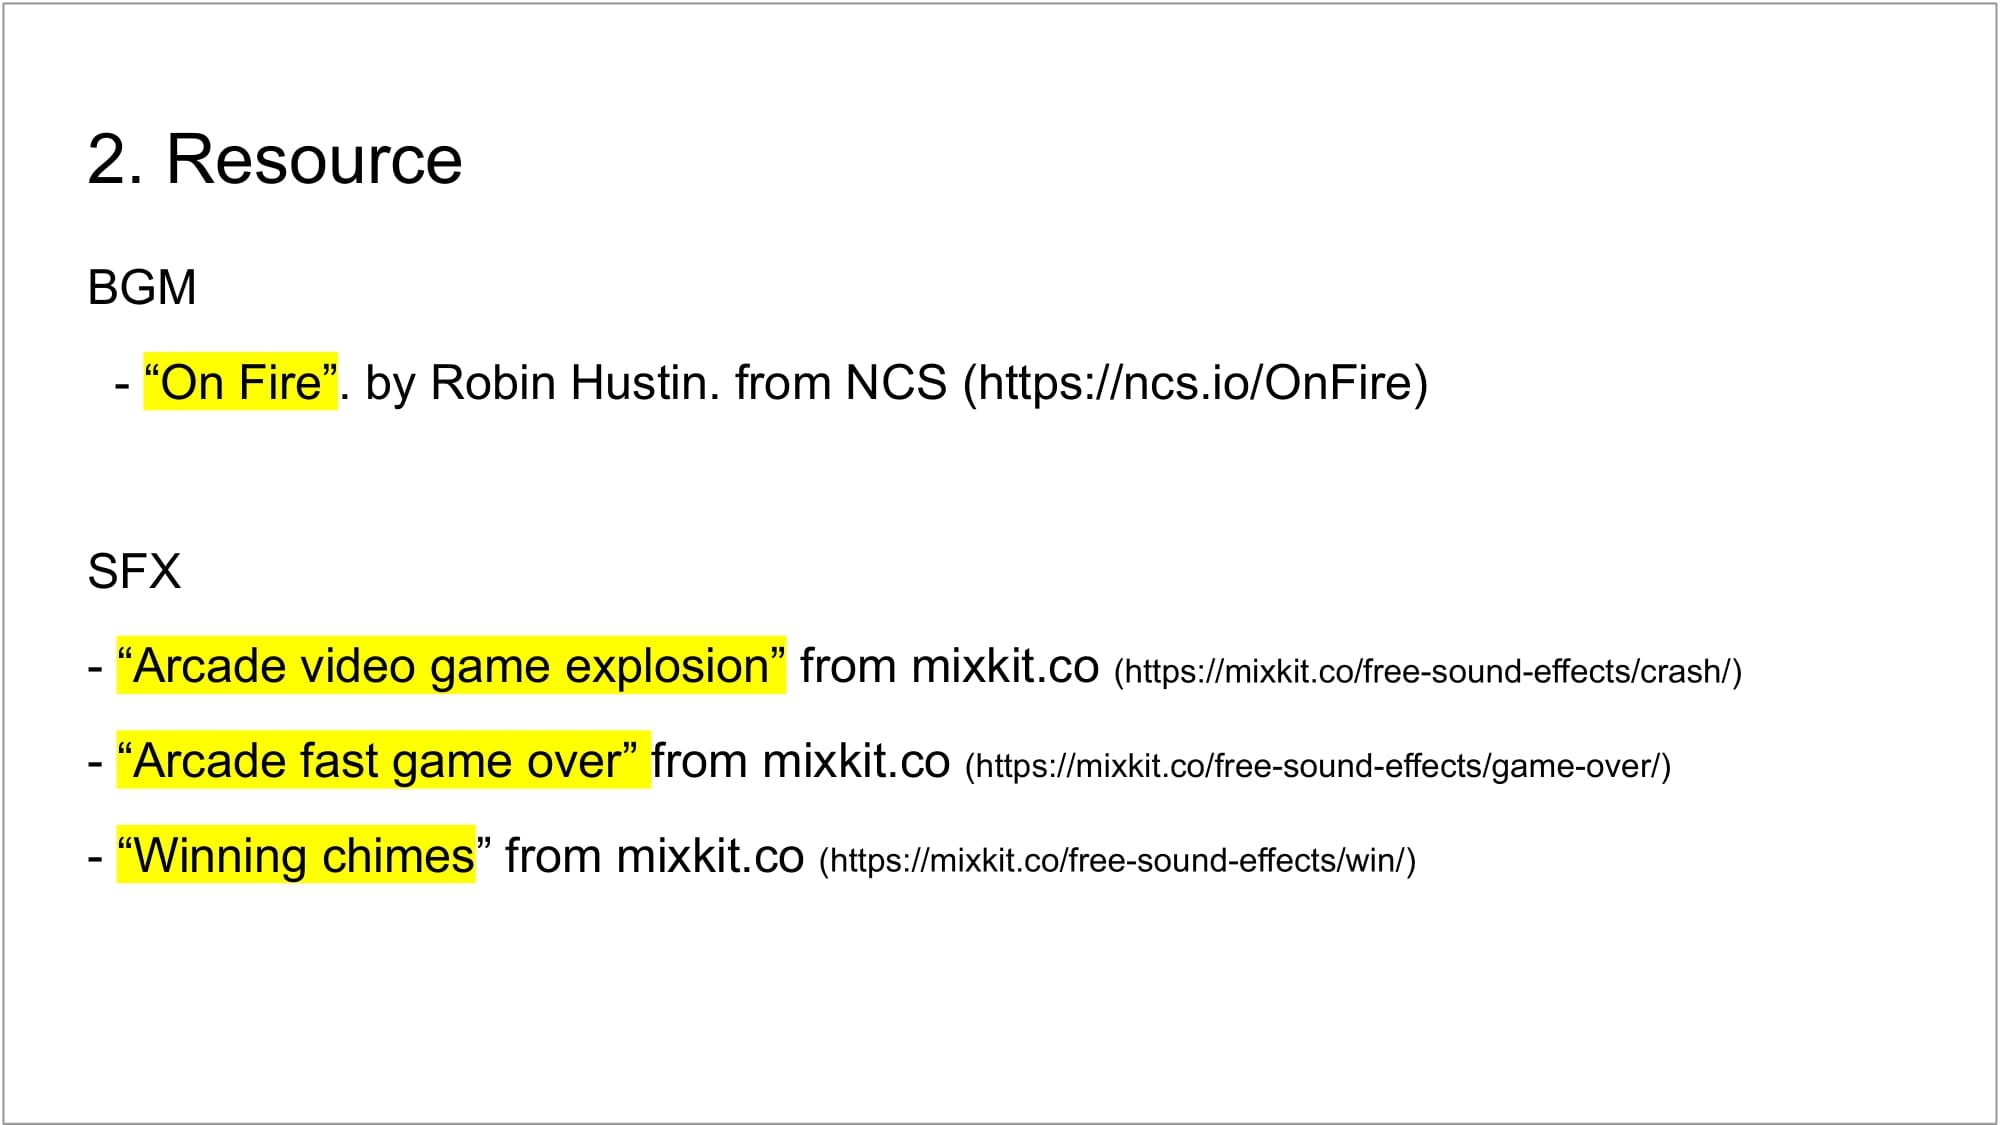 2. Resource
BGM
- “On Fire”. by Robin Hustin. from NCS (https://ncs.io/OnFire)
SFX
- “Arcade video game explosion” from mixkit.co (https://mixkit.co/free-sound-effects/crash/)
- “Arcade fast game over” from mixkit.co (https://mixkit.co/free-sound-effects/game-over/)
- “Winning chimes” from mixkit.co (https://mixkit.co/free-sound-effects/win/)